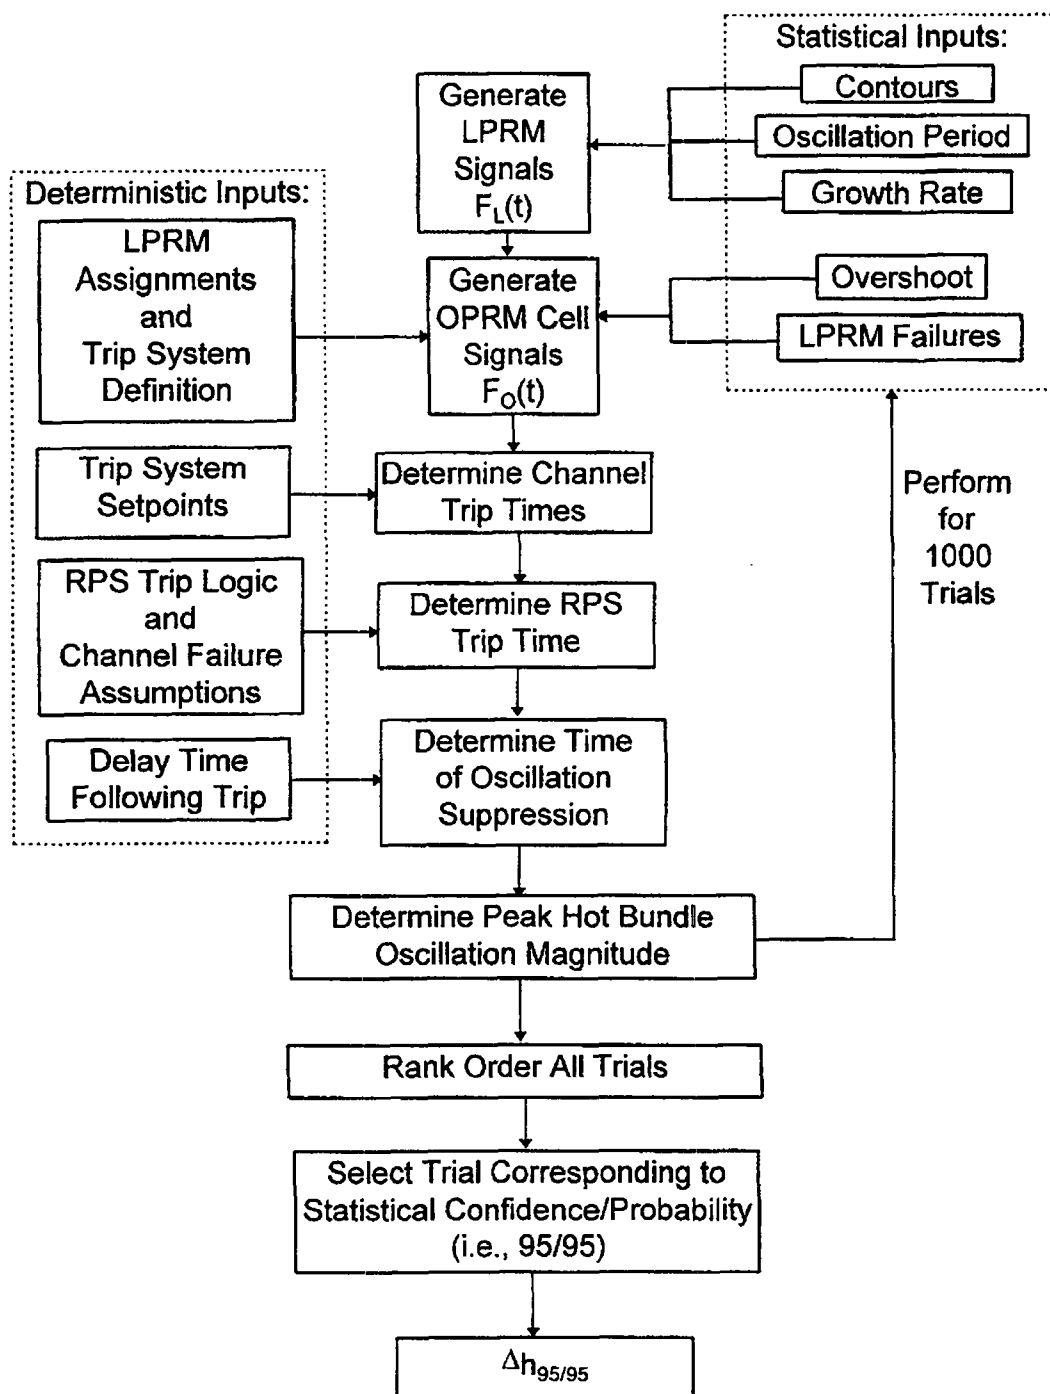 Statistical Inputs:
Contours
Oscillation Period
Growth Rate
Overshoot
LPRM Failures
Generate
LPRM
Signals
F_L(t)
Deterministic Inputs:
LPRM
Assignments
and
Trip System
Definition
Generate
OPRM Cell
Signals
F_O(t)
Trip System
Setpoints
Determine Channel
Trip Times
Perform
for
1000
Trials
RPS Trip Logic
and
Channel Failure
Assumptions
Determine RPS
Trip Time
Delay Time
Following Trip
Determine Time
of Oscillation
Suppression
Determine Peak Hot Bundle
Oscillation Magnitude
Rank Order All Trials
Select Trial Corresponding to
Statistical Confidence/Probability
(i.e., 95/95)
Δh_95/95